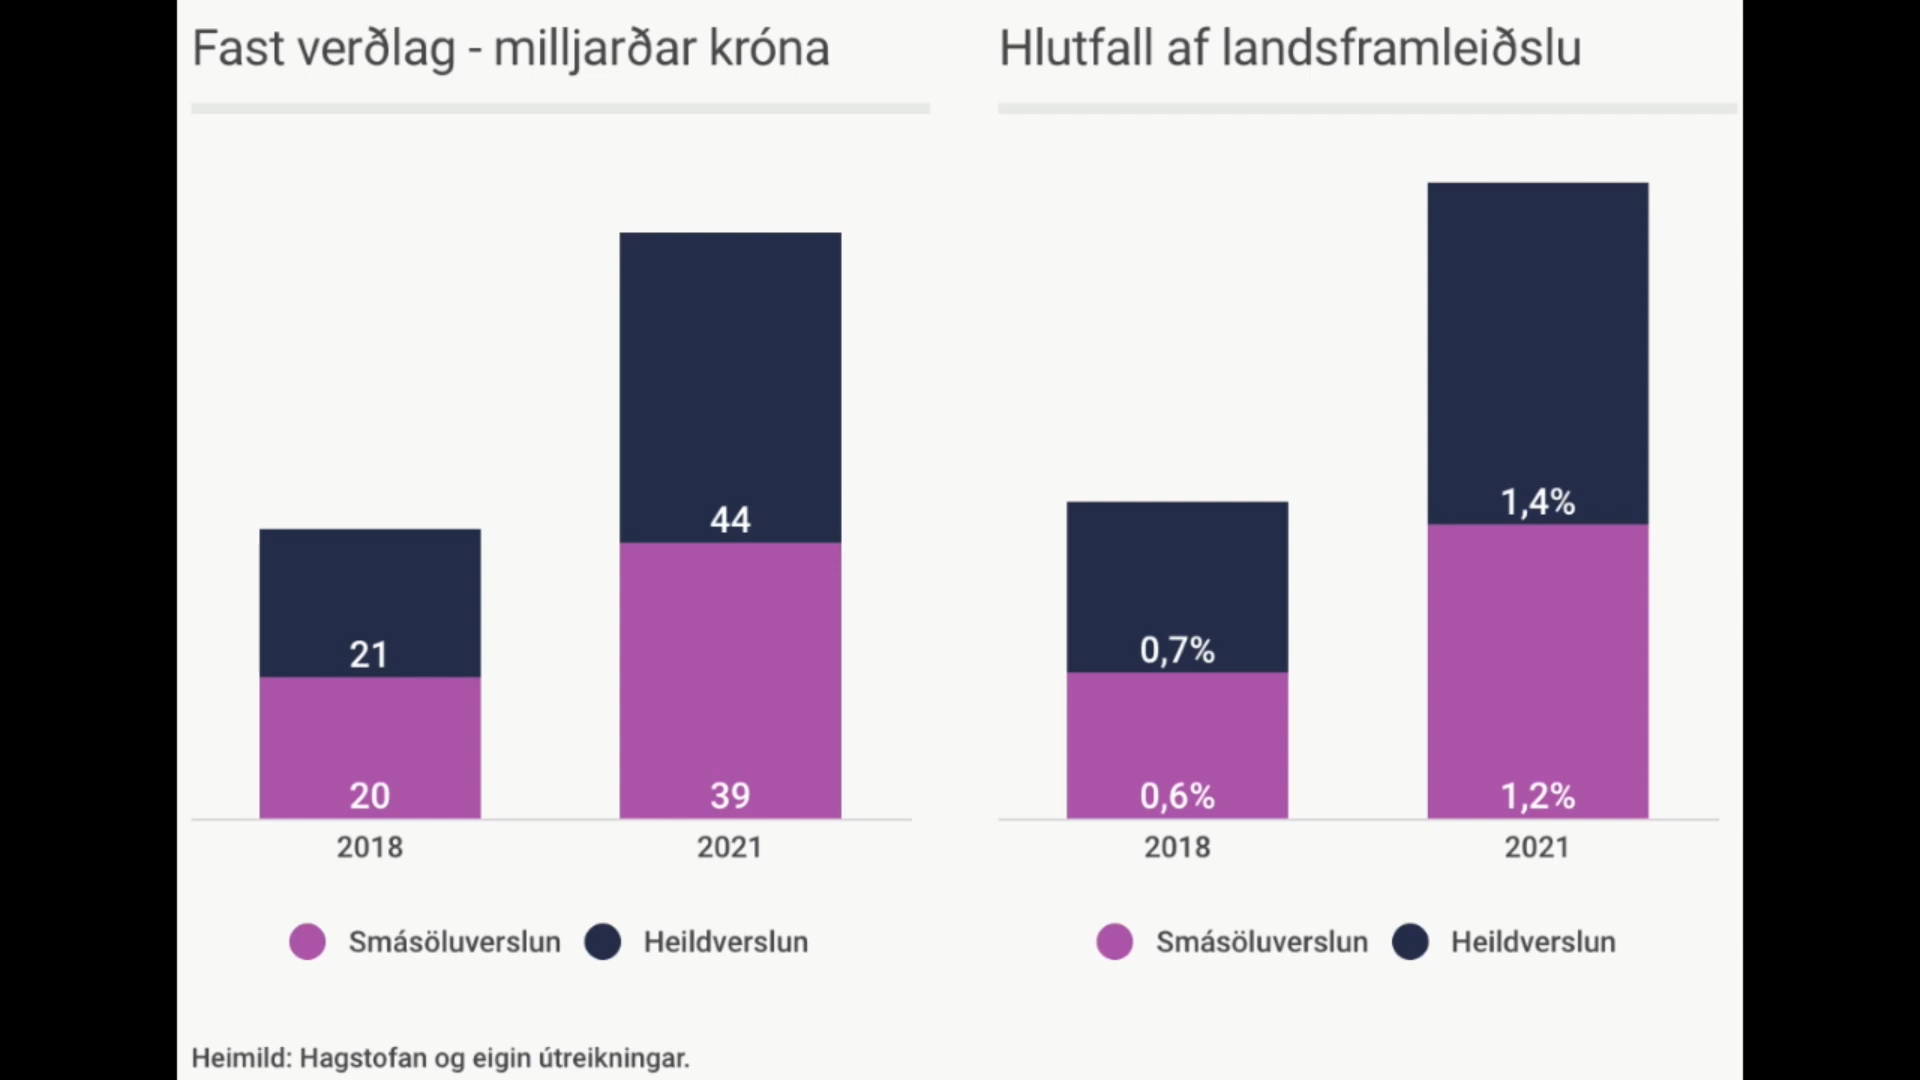 Fast verðlag - milljarðar króna
44
21
20
39
2018 2021
Smásöluverslun Heildverslun
Hlutfall af landsframleiðslu
1,4%
0,7%
0,6%
1,2%
2018 2021
Smásöluverslun Heildverslun
Heimild: Hagstofan og eigin útreikningar.